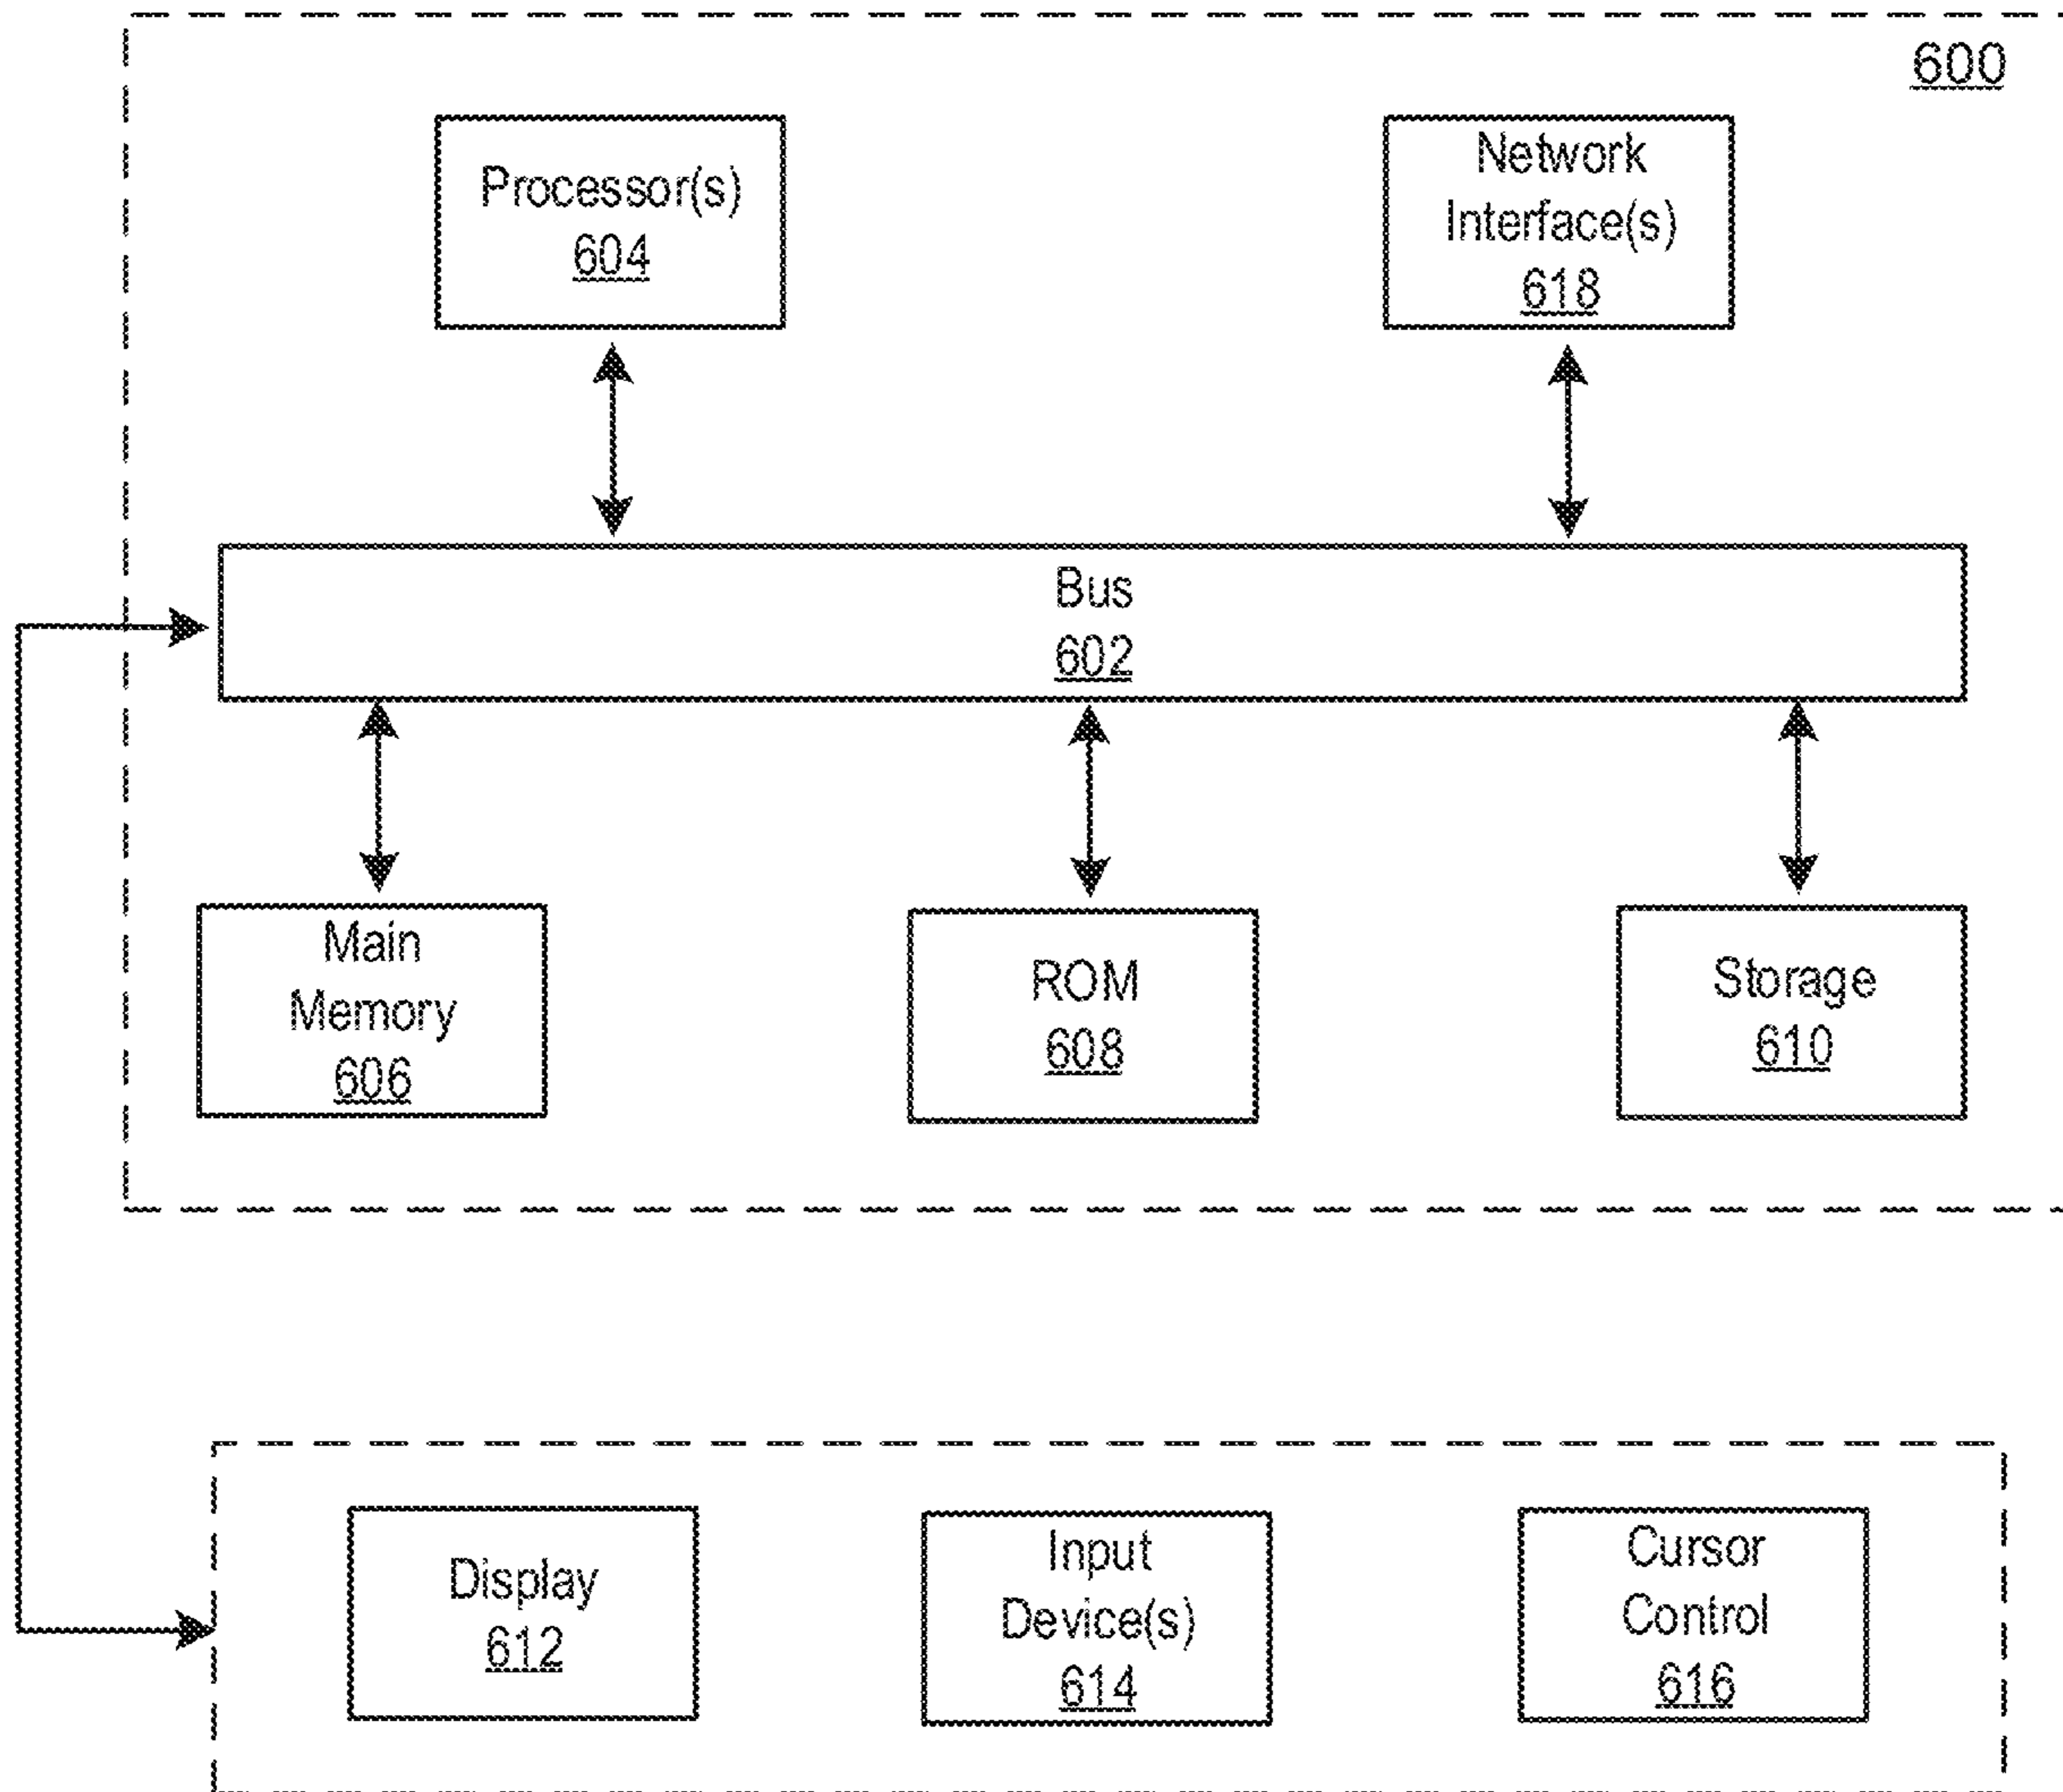 600
Processor(s)
604
Network
Interface(s)
618
Bus
602
Main
Memory
606
ROM
608
Storage
610
Display
612
Input
Device(s)
614
Cursor
Control
616